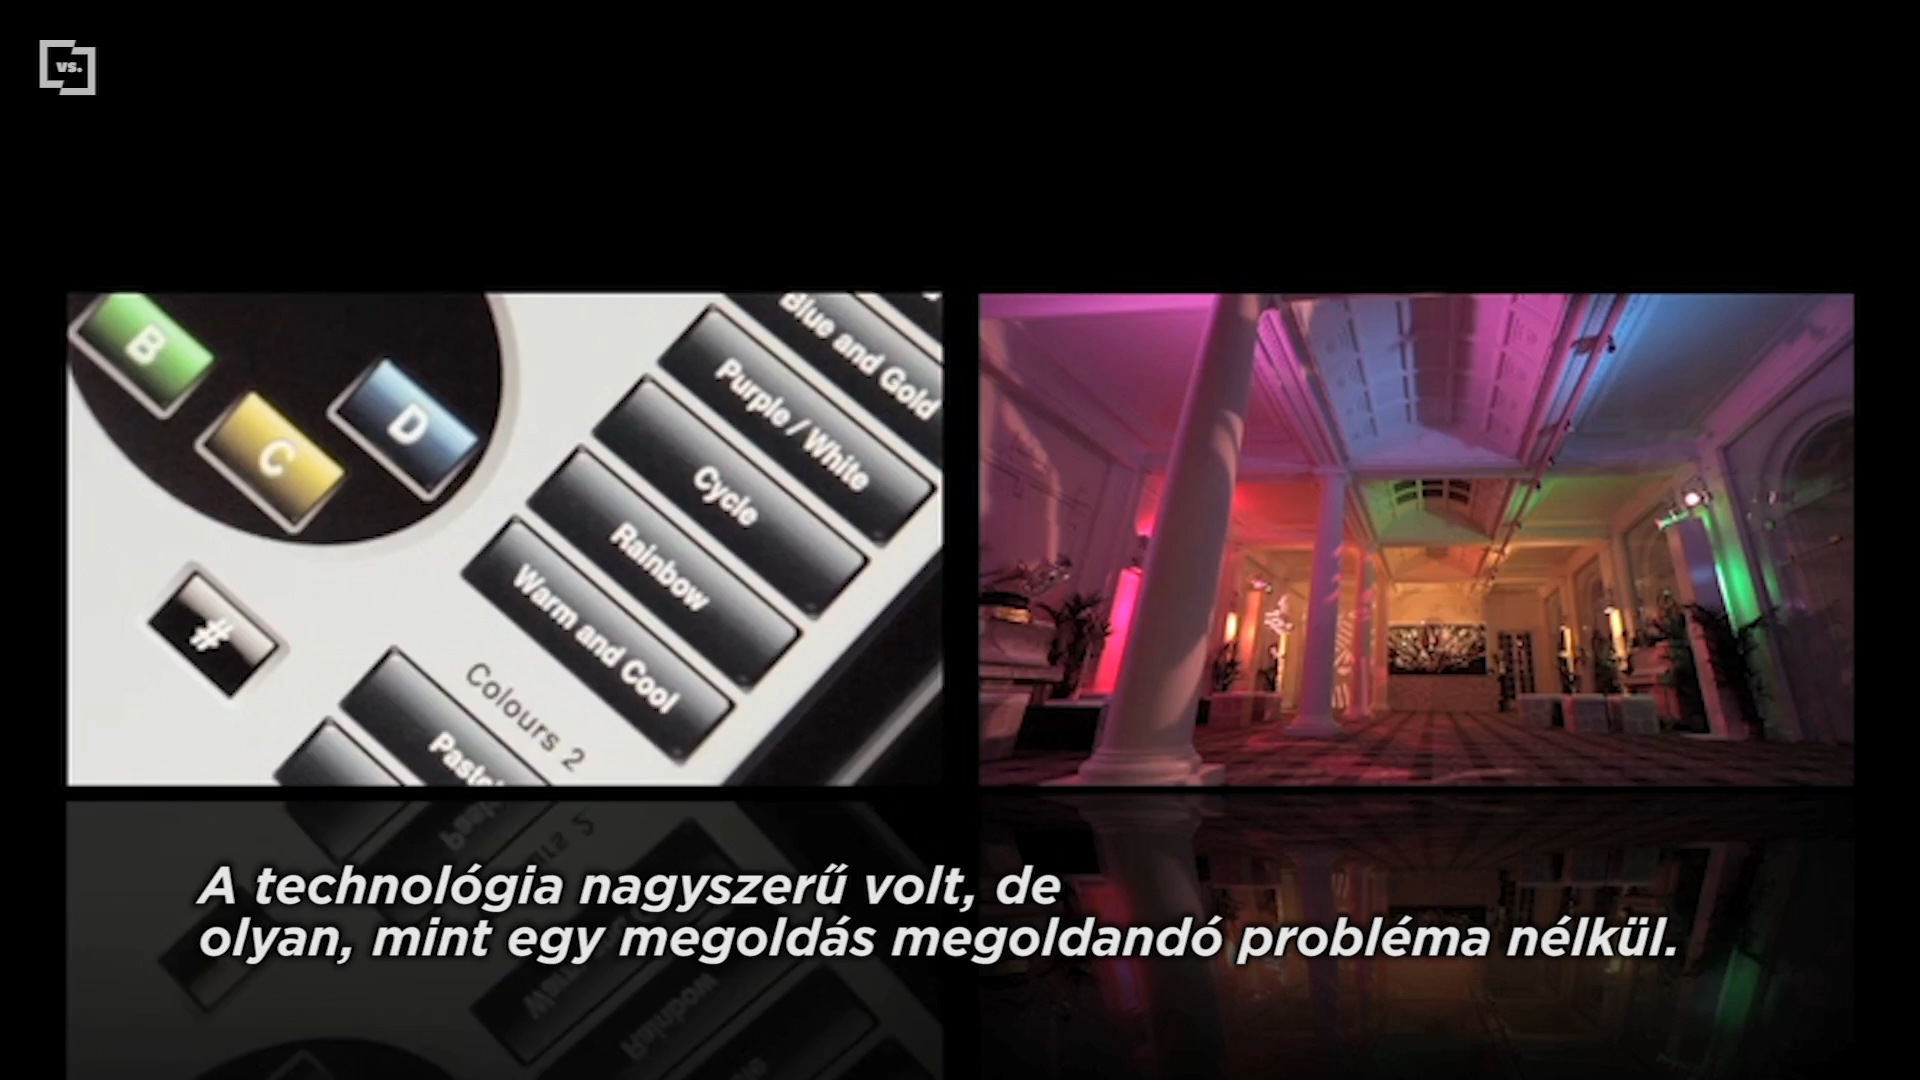 vs.
B
C
D
#
Blue and Gold
Purple / White
Cycle
Rainbow
Warm and Cool
Colours 2
A technológia nagyszerű volt, de
olyan, mint egy megoldás megoldandó probléma nélkül.